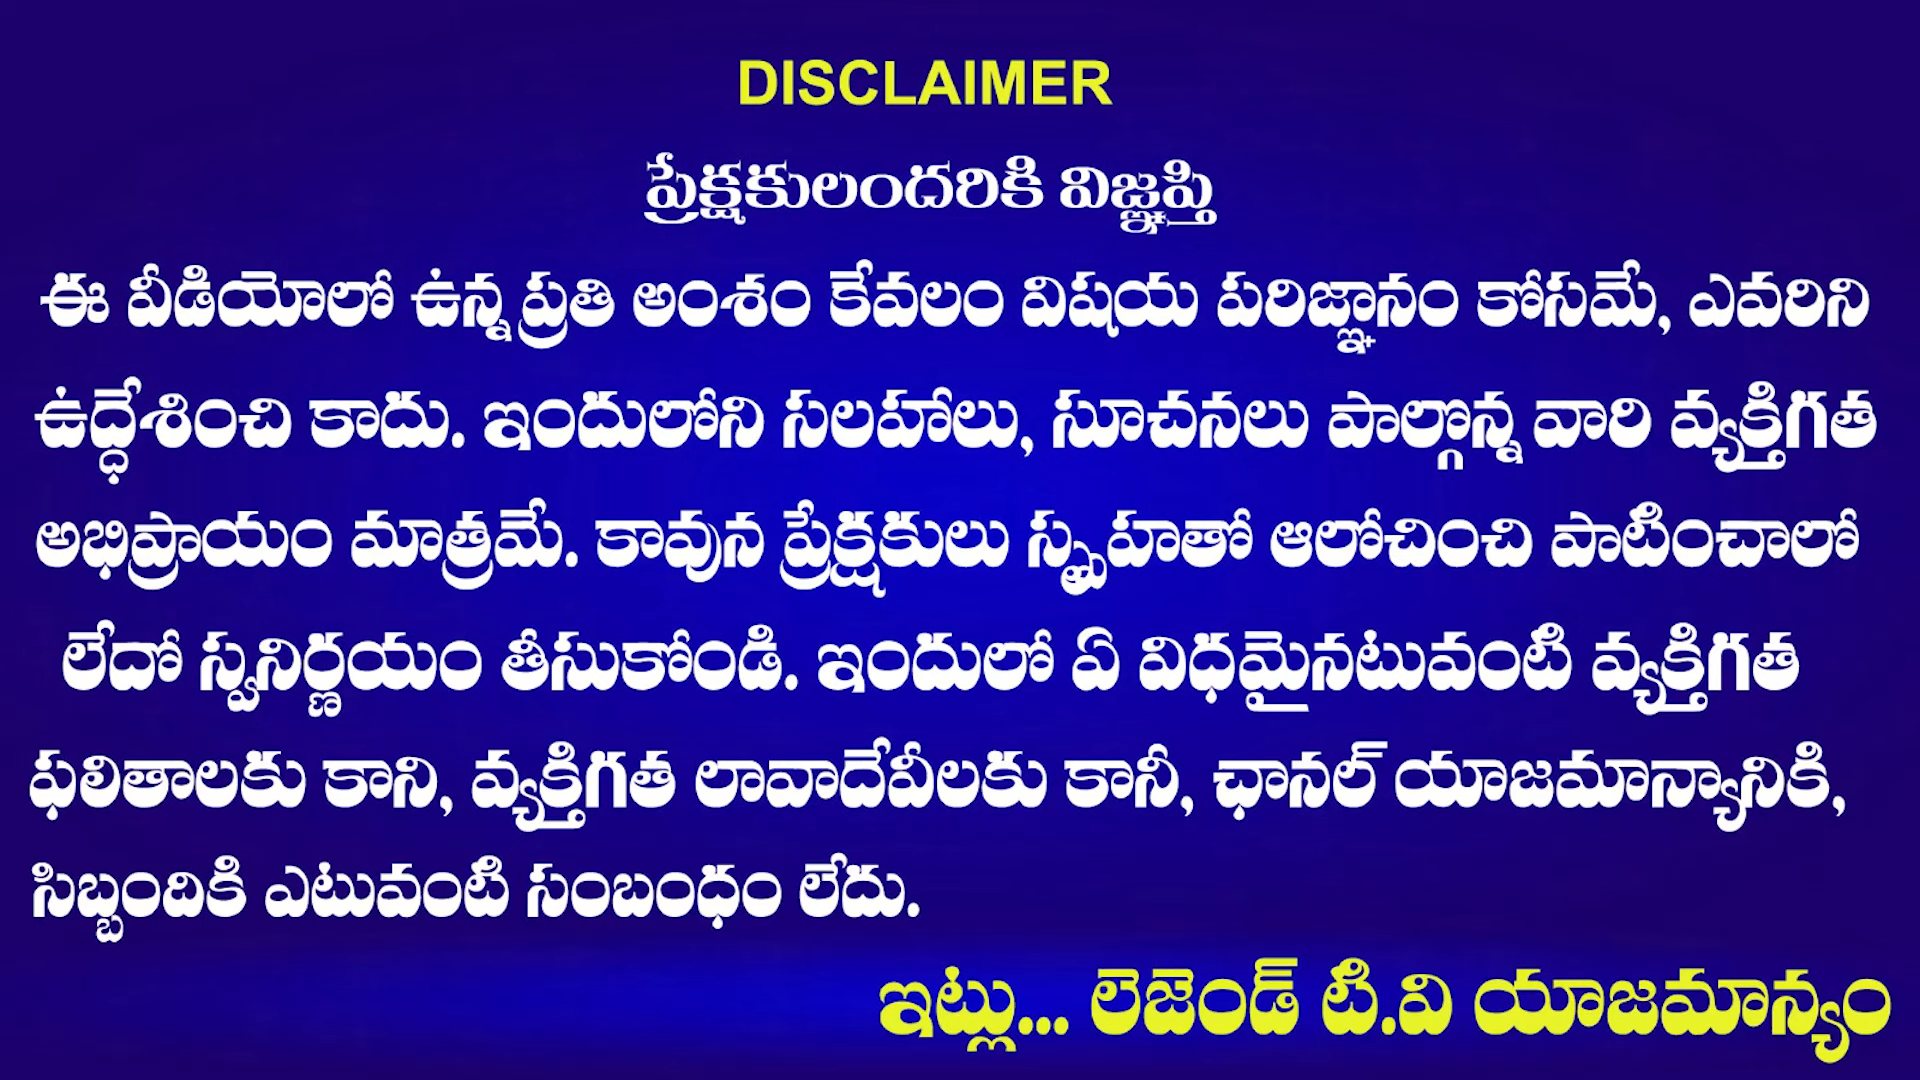 DISCLAIMER
ప్రేక్షకులందరికి విజ్ఞప్తి
ఈ వీడియోలో ఉన్న ప్రతి అంశం కేవలం విషయ పరిజ్ఞానం కోసమే, ఎవరిని
ఉద్ధేశించి కాదు. ఇందులోని సలహాలు, సూచనలు పాల్గొన్న వారి వ్యక్తిగత
అభిప్రాయం మాత్రమే. కావున ప్రేక్షకులు స్పృహతో ఆలోచించి పాటించాలో
లేదో స్వనిర్ణయం తీసుకోండి. ఇందులో ఏ విధమైనటువంటి వ్యక్తిగత
ఫలితాలకు కాని, వ్యక్తిగత లావాదేవీలకు కానీ, ఛానల్ యాజమాన్యానికి,
సిబ్బందికి ఎటువంటి సంబంధం లేదు.
ఇట్లు... లెజెండ్ టి.వి యాజమాన్యం